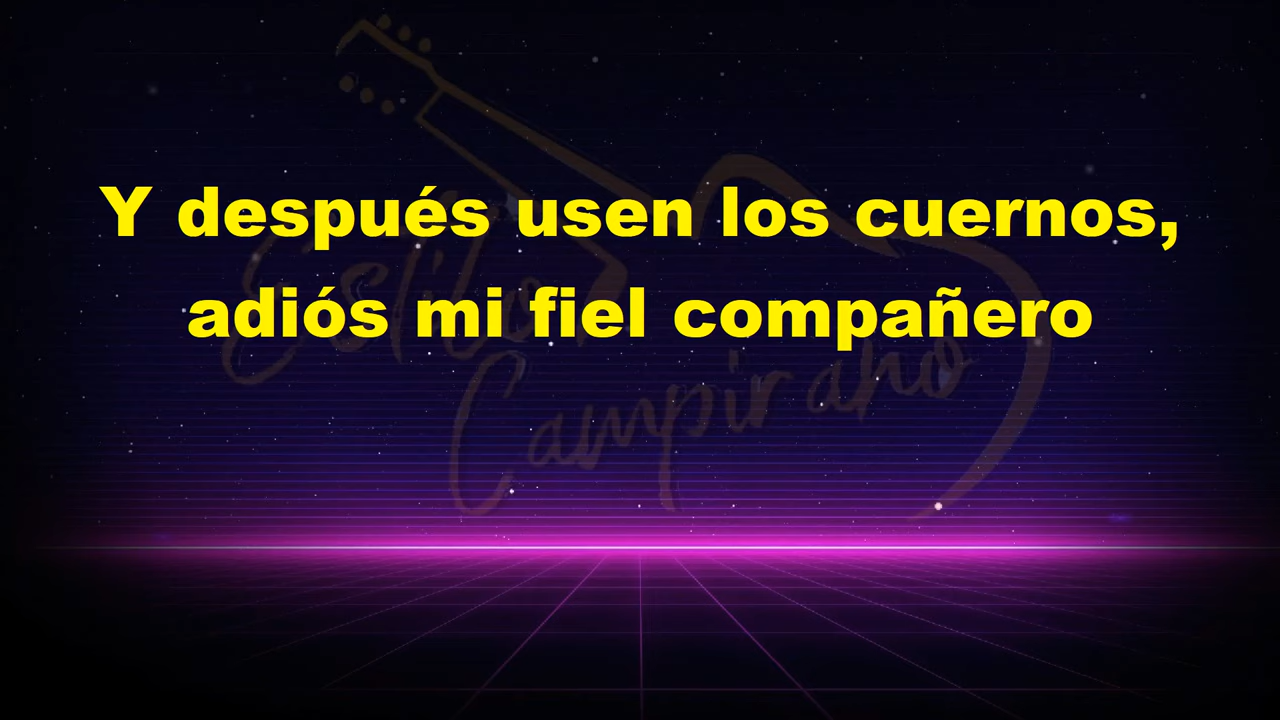 Y después usen los cuernos,
adiós mi fiel compañero
Estilo
Campirano